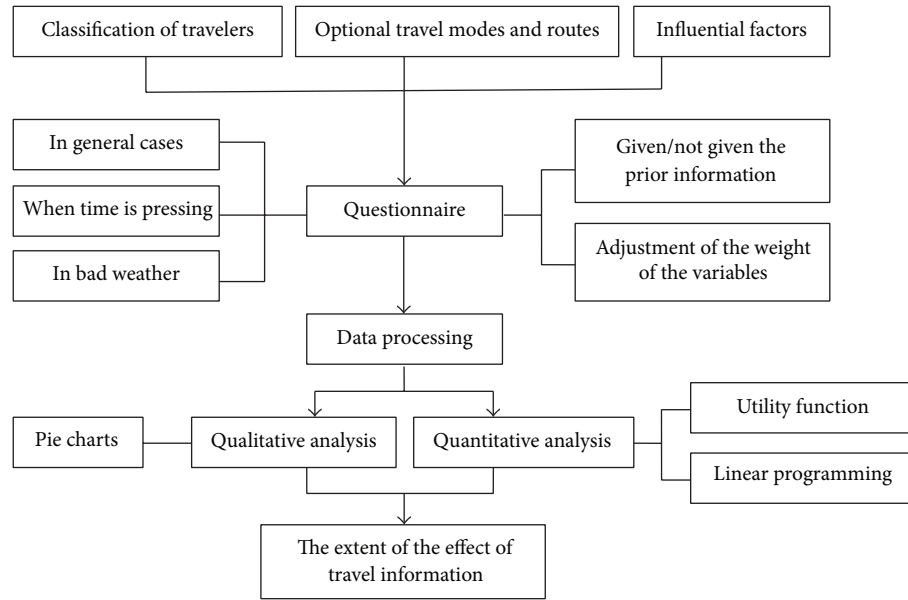 Classification of travelers
Optional travel modes and routes
Influential factors
In general cases
When time is pressing
In bad weather
Questionnaire
Given/not given the
prior information
Adjustment of the weight
of the variables
Data processing
Pie charts
Qualitative analysis
Quantitative analysis
Utility function
Linear programming
The extent of the effect of
travel information